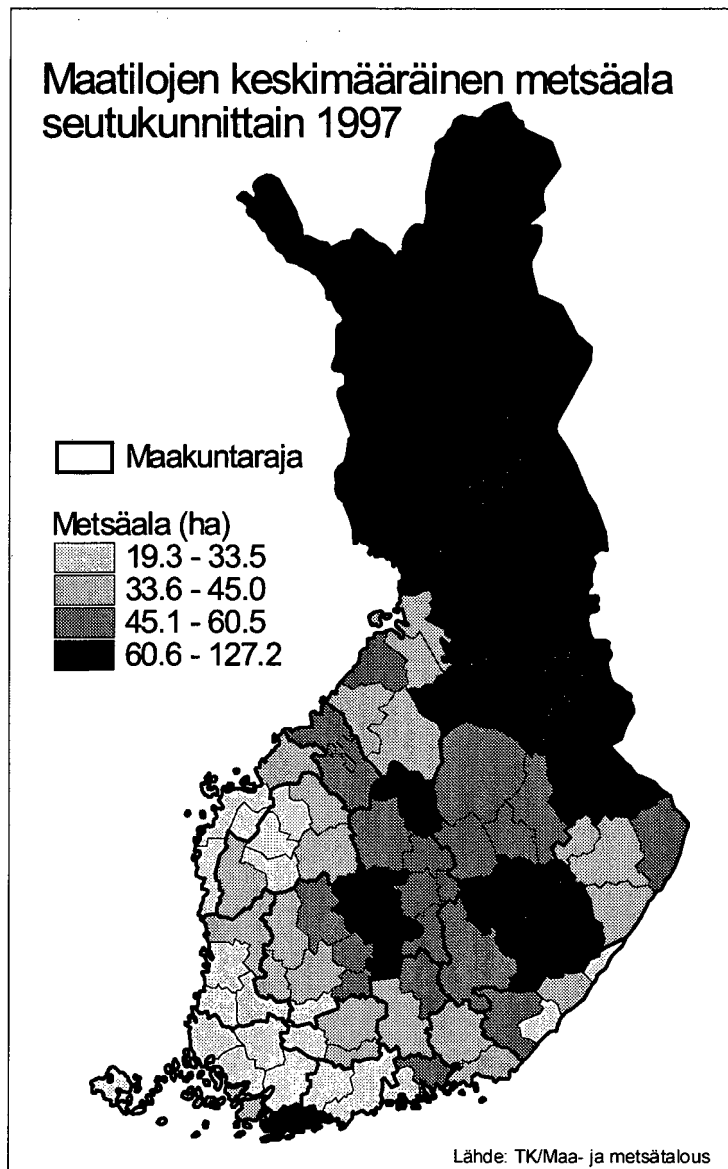 Maatilojen keskimääräinen metsäala
seutukunnittain 1997
Maakuntaraja
Metsäala (ha)
19.3 - 33.5
33.6 - 45.0
45.1 - 60.5
60.6 - 127.2
Lähde: TK/Maa- ja metsätalous